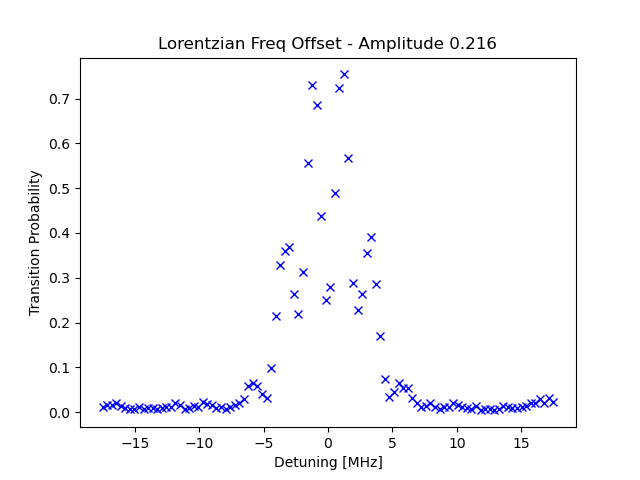 Lorentzian Freq Offset - Amplitude 0.216
Transition Probability
0.7
0.6
0.5
0.4
0.3
0.2
0.1
0.0
−15 −10 −5 0 5 10 15
Detuning [MHz]